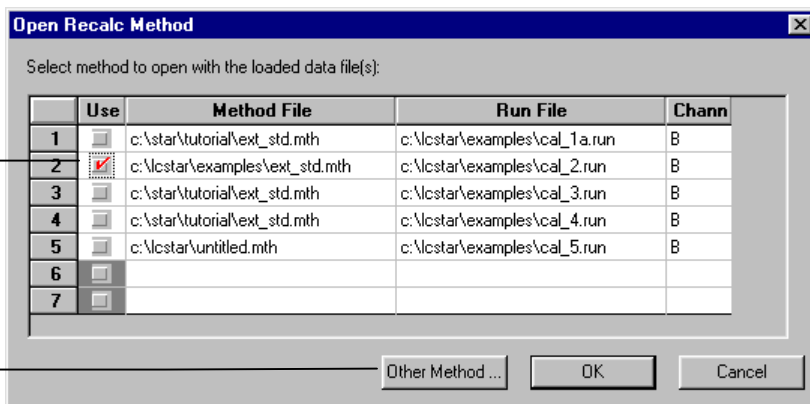 Open Recalc Method
Select method to open with the loaded data file(s):
Use Method File Run File Chann
1 c:\star\tutorial\ext_std.mth c:\lcstar\examples\cal_1a.run B
2 c:\lcstar\examples\ext_std.mth c:\lcstar\examples\cal_2.run B
3 c:\star\tutorial\ext_std.mth c:\lcstar\examples\cal_3.run B
4 c:\star\tutorial\ext_std.mth c:\lcstar\examples\cal_4.run B
5 c:\lcstar\untitled.mth c:\lcstar\examples\cal_5.run B
6
7
Other Method ... OK Cancel